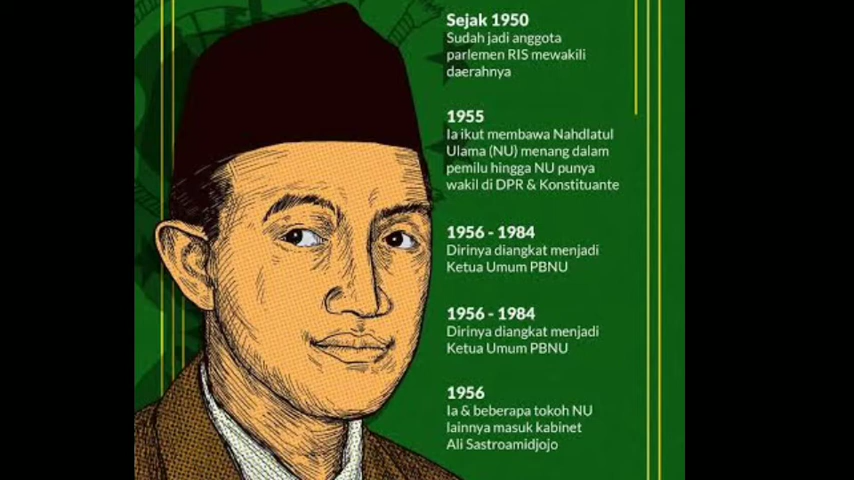 Sejak 1950
Sudah jadi anggota
parlemen RIS mewakili
daerahnya
1955
Ia ikut membawa Nahdlatul
Ulama (NU) menang dalam
pemilu hingga NU punya
wakil di DPR & Konstituante
1956 - 1984
Dirinya diangkat menjadi
Ketua Umum PBNU
1956 - 1984
Dirinya diangkat menjadi
Ketua Umum PBNU
1956
Ia & beberapa tokoh NU
lainnya masuk kabinet
Ali Sastroamidjojo